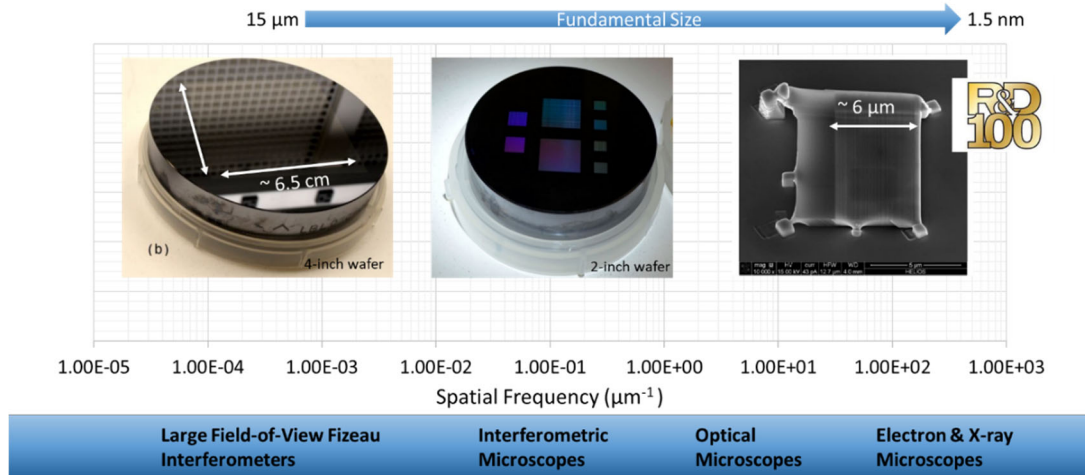 15 µm Fundamental Size 1.5 nm
~ 6.5 cm
(b)
4-inch wafer
2-inch wafer
~ 6 µm
R&D
100
5 µm
HELIOS
1.00E-05 1.00E-04 1.00E-03 1.00E-02 1.00E-01 1.00E+00 1.00E+01 1.00E+02 1.00E+03
Spatial Frequency (µm⁻¹)
Large Field-of-View Fizeau
Interferometers
Interferometric
Microscopes
Optical
Microscopes
Electron & X-ray
Microscopes